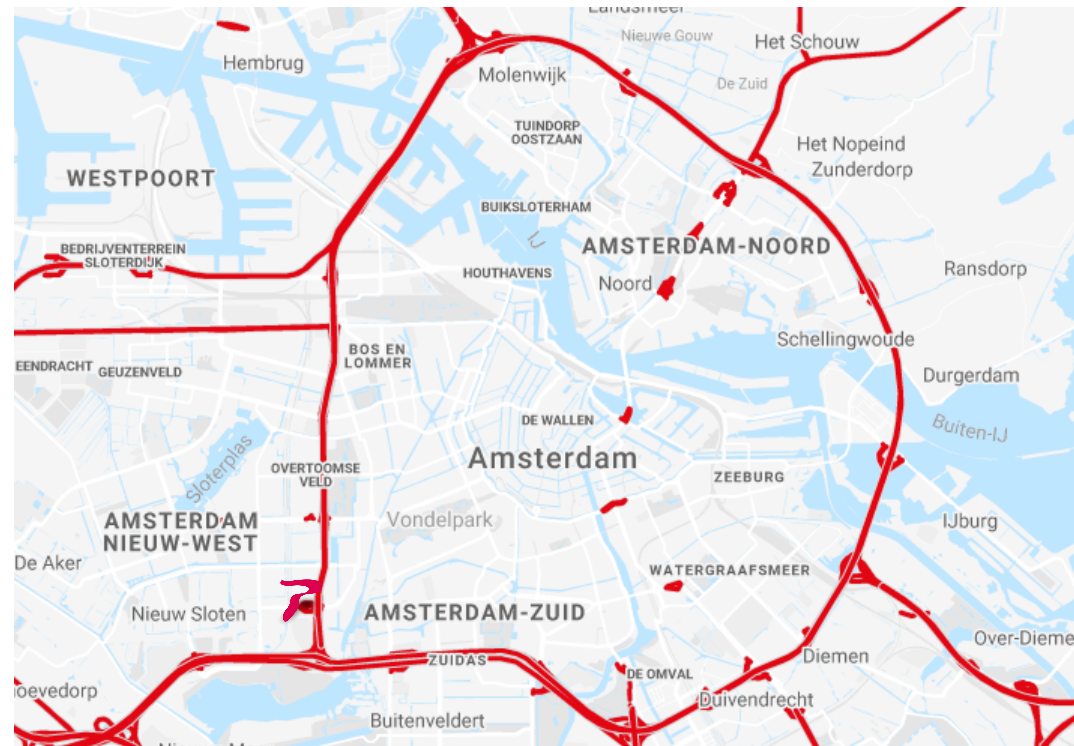 Landsmeer
Nieuwe Gouw
Het Schouw
Hembrug
Molenwijk
De Zuid
TUINDORP
OOSTZAAN
Het Nopeind
Zunderdorp
WESTPOORT
BUIKSLOTERHAM
IJ
AMSTERDAM-NOORD
BEDRIJVENTERREIN
SLOTERDIJK
HOUTHAVENS
Noord
Ransdorp
Schellingwoude
BOS EN
LOMMER
EENDRACHT
GEUZENVELD
Durgerdam
DE WALLEN
Buiten-IJ
Amsterdam
Sloterplas
OVERTOOMSE
VELD
ZEEBURG
AMSTERDAM
NIEUW-WEST
Vondelpark
IJburg
De Aker
WATERGRAAFSMEER
Nieuw Sloten
AMSTERDAM-ZUID
Over-Dieme
ZUIDAS
Diemen
DE OMVAL
oevedorp
Duivendrecht
Buitenveldert